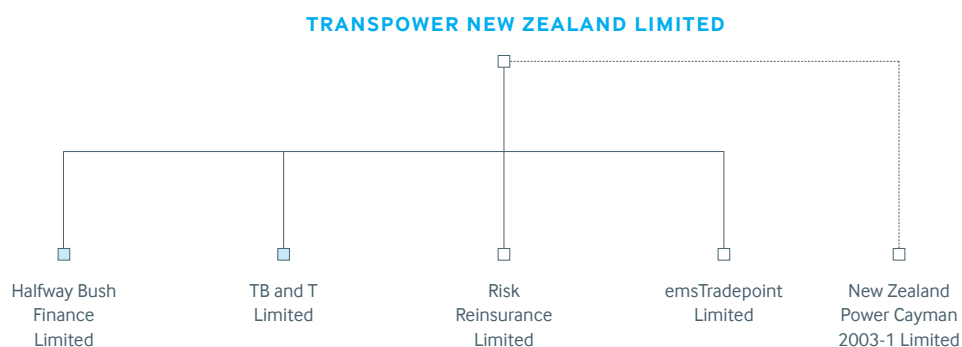 TRANSPOWER NEW ZEALAND LIMITED
Halfway Bush
Finance
Limited
TB and T
Limited
Risk
Reinsurance
Limited
emsTradepoint
Limited
New Zealand
Power Cayman
2003-1 Limited